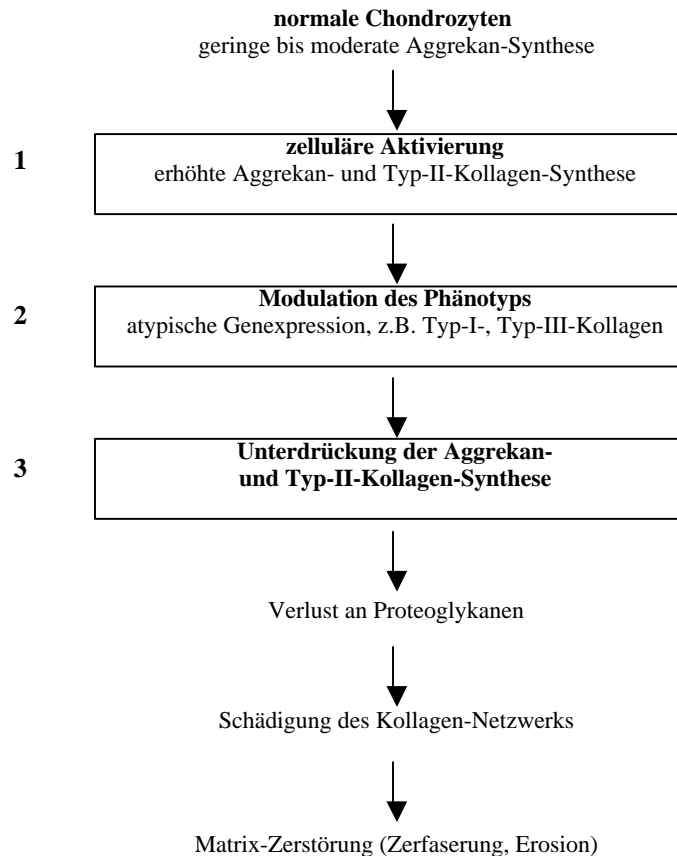 normale Chondrozyten
geringe bis moderate Aggrekan-Synthese
1
zelluläre Aktivierung
erhöhte Aggrekan- und Typ-II-Kollagen-Synthese
2
Modulation des Phänotyps
atypische Genexpression, z.B. Typ-I-, Typ-III-Kollagen
3
Unterdrückung der Aggrekan-
und Typ-II-Kollagen-Synthese
Verlust an Proteoglykanen
Schädigung des Kollagen-Netzwerks
Matrix-Zerstörung (Zerfaserung, Erosion)